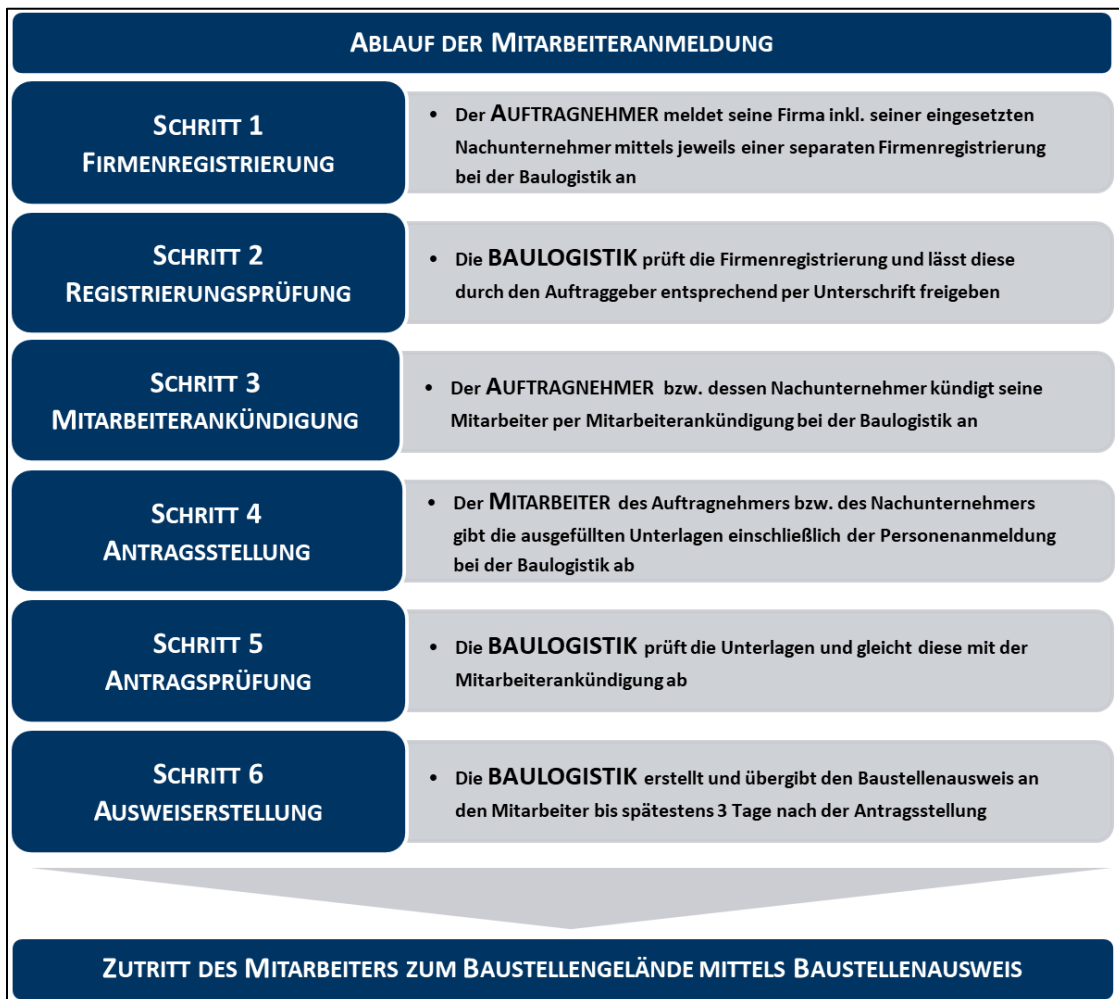 ABLAUF DER MITARBEITERANMELDUNG
SCHRITT 1
FIRMENREGISTRIERUNG
• Der AUFTRAGNEHMER meldet seine Firma inkl. seiner eingesetzten
Nachunternehmer mittels jeweils einer separaten Firmenregistrierung
bei der Baulogistik an
SCHRITT 2
REGISTRIERUNGSPRÜFUNG
• Die BAULOGISTIK prüft die Firmenregistrierung und lässt diese
durch den Auftraggeber entsprechend per Unterschrift freigeben
SCHRITT 3
MITARBEITERANKÜNDIGUNG
• Der AUFTRAGNEHMER bzw. dessen Nachunternehmer kündigt seine
Mitarbeiter per Mitarbeiterankündigung bei der Baulogistik an
SCHRITT 4
ANTRAGSSTELLUNG
• Der MITARBEITER des Auftragnehmers bzw. des Nachunternehmers
gibt die ausgefüllten Unterlagen einschließlich der Personenanmeldung
bei der Baulogistik ab
SCHRITT 5
ANTRAGSPRÜFUNG
• Die BAULOGISTIK prüft die Unterlagen und gleicht diese mit der
Mitarbeiterankündigung ab
SCHRITT 6
AUSWEISERSTELLUNG
• Die BAULOGISTIK erstellt und übergibt den Baustellenausweis an
den Mitarbeiter bis spätestens 3 Tage nach der Antragsstellung
ZUTRITT DES MITARBEITERS ZUM BAUSTELLENGELÄNDE MITTELS BAUSTELLENAUSWEIS